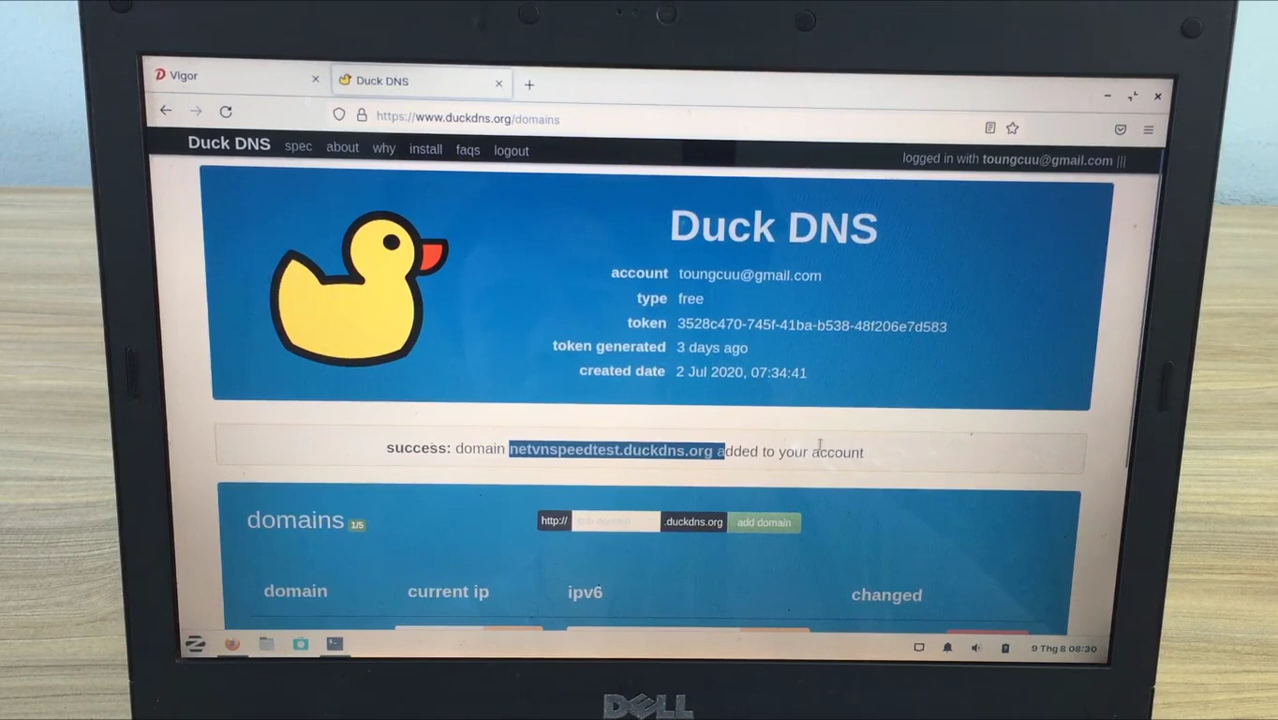 Vigor
Duck DNS
https://www.duckdns.org/domains
Duck DNS spec about why install faqs logout
logged in with toungcuu@gmail.com |||
Duck DNS
account toungcuu@gmail.com
type free
token 3528c470-745f-41ba-b538-48f206e7d583
token generated 3 days ago
created date 2 Jul 2020, 07:34:41
success: domain netvnspeedtest.duckdns.org added to your account
domains 1/5
http:// .duckdns.org add domain
domain current ip ipv6 changed
9 Thg 8 08:30
DELL